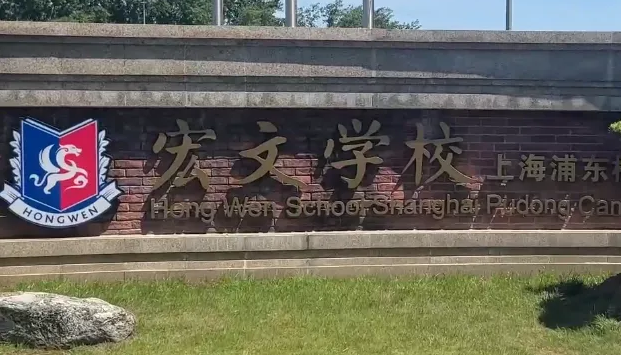 HONGWEN
宏文学校 上海浦东
Hong Wen School Shanghai Pudong